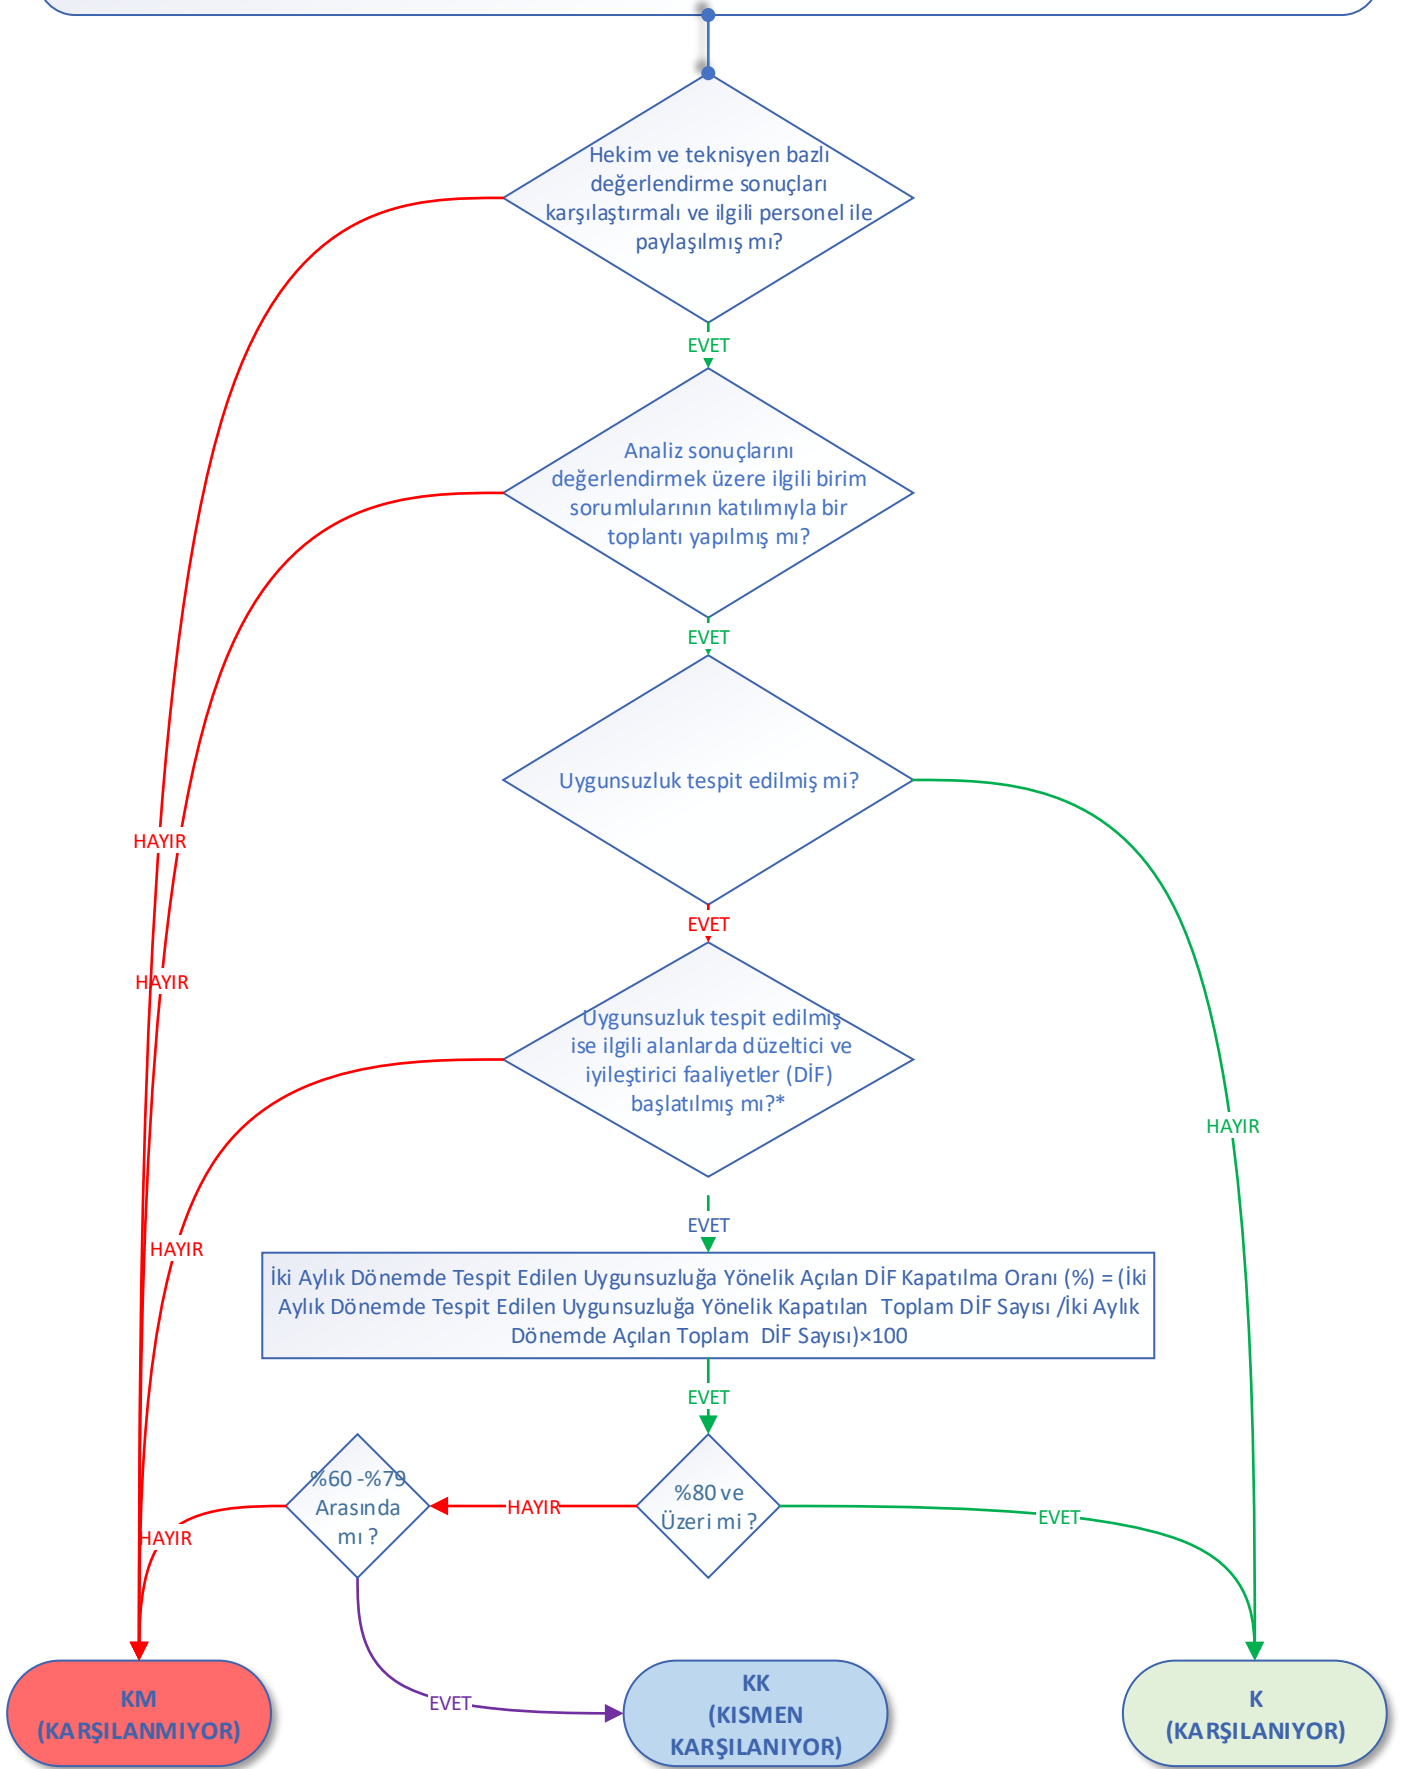 Hekim ve teknisyen bazlı
değerlendirme sonuçları
karşılaştırmalı ve ilgili personel ile
paylaşılmış mı?
EVET
Analiz sonuçlarını
değerlendirmek üzere ilgili birim
sorumlularının katılımıyla bir
toplantı yapılmış mı?
EVET
Uygunsuzluk tespit edilmiş mi?
HAYIR
EVET
HAYIR
Uygunsuzluk tespit edilmiş
ise ilgili alanlarda düzeltici ve
iyileştirici faaliyetler (DİF)
başlatılmış mı?*
HAYIR
EVET
HAYIR
İki Aylık Dönemde Tespit Edilen Uygunsuzluğa Yönelik Açılan DİF Kapatılma Oranı (%) = (İki
Aylık Dönemde Tespit Edilen Uygunsuzluğa Yönelik Kapatılan Toplam DİF Sayısı /İki Aylık
Dönemde Açılan Toplam DİF Sayısı)×100
EVET
%60 -%79
Arasında
mı ?
HAYIR
%80 ve
Üzeri mi ?
EVET
HAYIR
EVET
KM
(KARŞILANMIYOR)
KK
(KISMEN
KARŞILANIYOR)
K
(KARŞILANIYOR)